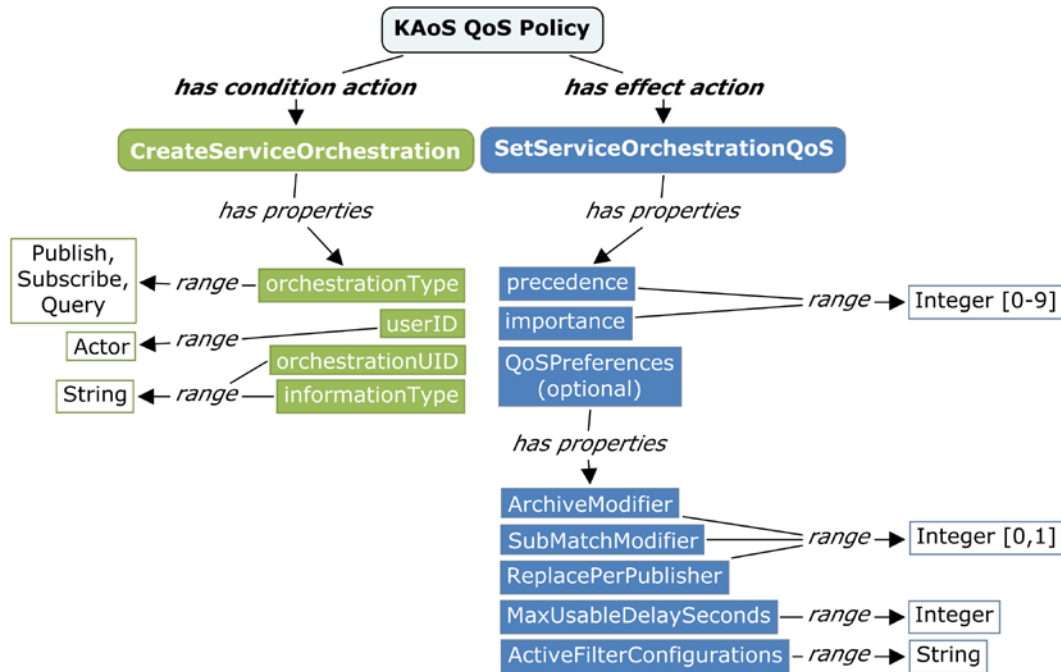 KAoS QoS Policy
has condition action
has effect action
CreateServiceOrchestration
SetServiceOrchestrationQoS
has properties
has properties
Publish,
Subscribe,
Query
range
orchestrationType
userID
range
Actor
orchestrationUID
String
range
informationType
precedence
importance
range
Integer [0-9]
QoSPreferences
(optional)
has properties
ArchiveModifier
SubMatchModifier
ReplacePerPublisher
range
Integer [0,1]
MaxUsableDelaySeconds
range
Integer
ActiveFilterConfigurations
range
String